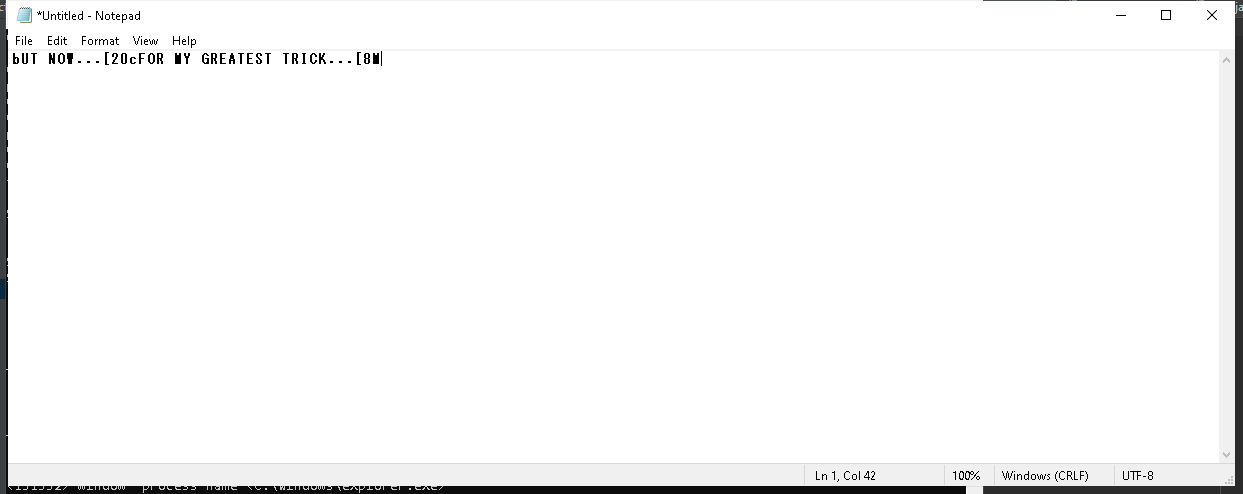 *Untitled - Notepad
File Edit Format View Help
bUT NOW...[20cFOR MY GREATEST TRICK...[8M
Ln 1, Col 42 100% Windows (CRLF) UTF-8
<131352> window process name <C:\Windows\explorer.exe>